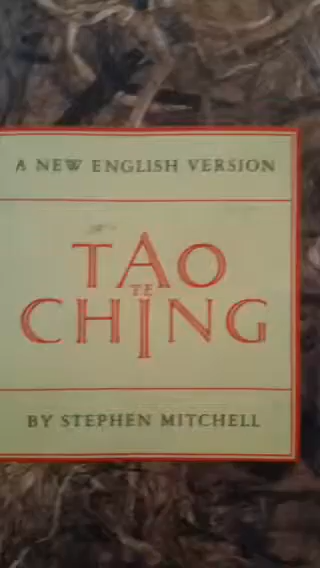 A NEW ENGLISH VERSION
TAO
TE
CHING
BY STEPHEN MITCHELL